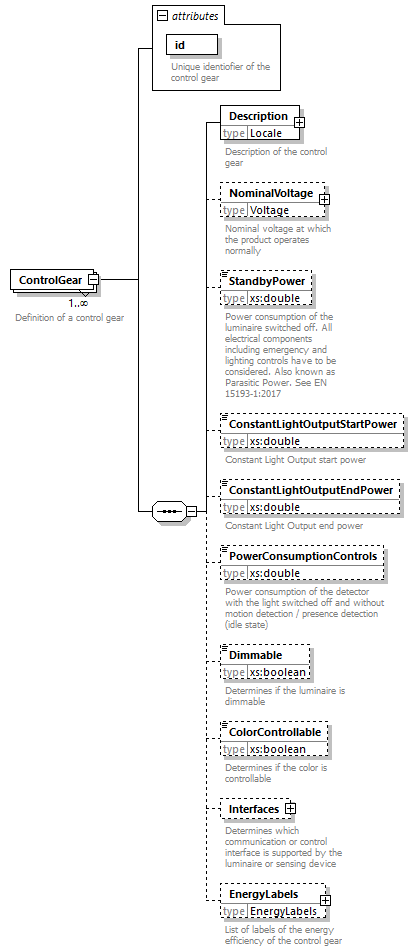 attributes
id
Unique identiofier of the
control gear
ControlGear
1..∞
Definition of a control gear
Description
type Locale
Description of the control
gear
NominalVoltage
type Voltage
Nominal voltage at which
the product operates
normally
StandbyPower
type xs:double
Power consumption of the
luminaire switched off. All
electrical components
including emergency and
lighting controls have to be
considered. Also known as
Parasitic Power. See EN
15193-1:2017
ConstantLightOutputStartPower
type xs:double
Constant Light Output start power
ConstantLightOutputEndPower
type xs:double
Constant Light Output end power
PowerConsumptionControls
type xs:double
Power consumption of the detector
with the light switched off and without
motion detection / presence detection
(idle state)
Dimmable
type xs:boolean
Determines if the luminaire is
dimmable
ColorControllable
type xs:boolean
Determines if the color is
controllable
Interfaces
Determines which
communication or control
interface is supported by the
luminaire or sensing device
EnergyLabels
type EnergyLabels
List of labels of the energy
efficiency of the control gear